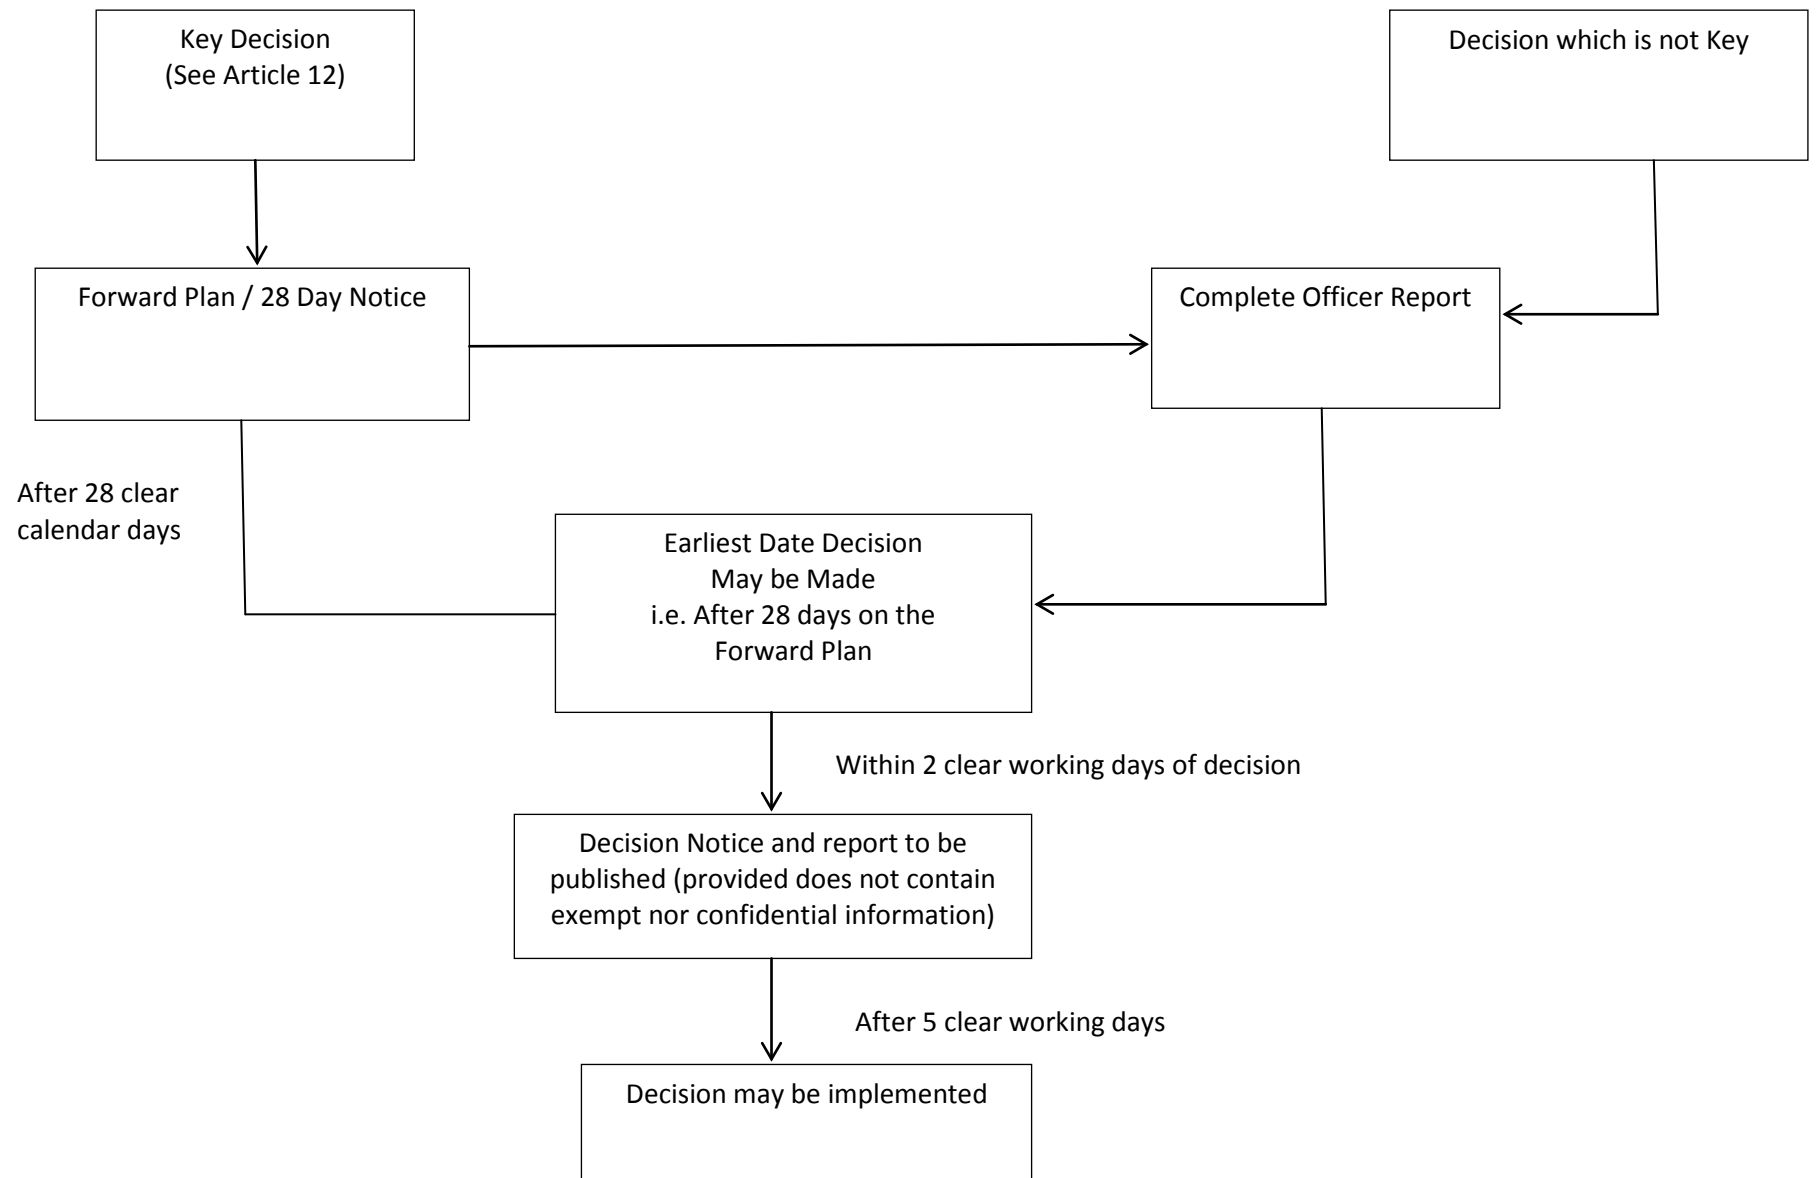 Key Decision
(See Article 12)
Decision which is not Key
Forward Plan / 28 Day Notice
Complete Officer Report
After 28 clear
calendar days
Earliest Date Decision
May be Made
i.e. After 28 days on the
Forward Plan
Within 2 clear working days of decision
Decision Notice and report to be
published (provided does not contain
exempt nor confidential information)
After 5 clear working days
Decision may be implemented